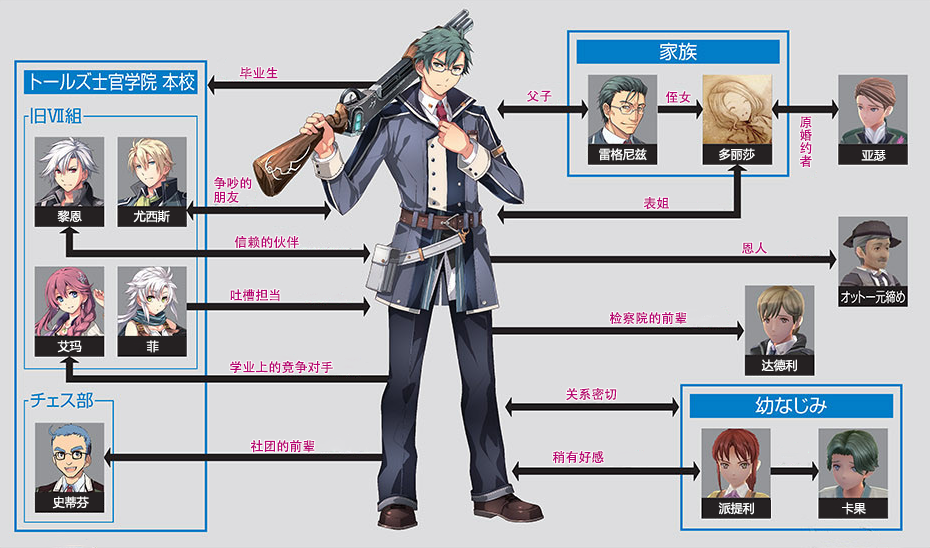 トールズ士官学院 本校
旧Ⅶ組
黎恩
尤西斯
艾玛
菲
チェス部
史蒂芬
毕业生
争吵的
朋友
信赖的伙伴
吐槽担当
学业上的竞争对手
社团的前辈
家族
父子
雷格尼兹
侄女
多丽莎
原婚约者
亚瑟
表姐
恩人
オットー元締め
检察院的前辈
达德利
关系密切
幼なじみ
稍有好感
派提利
卡果